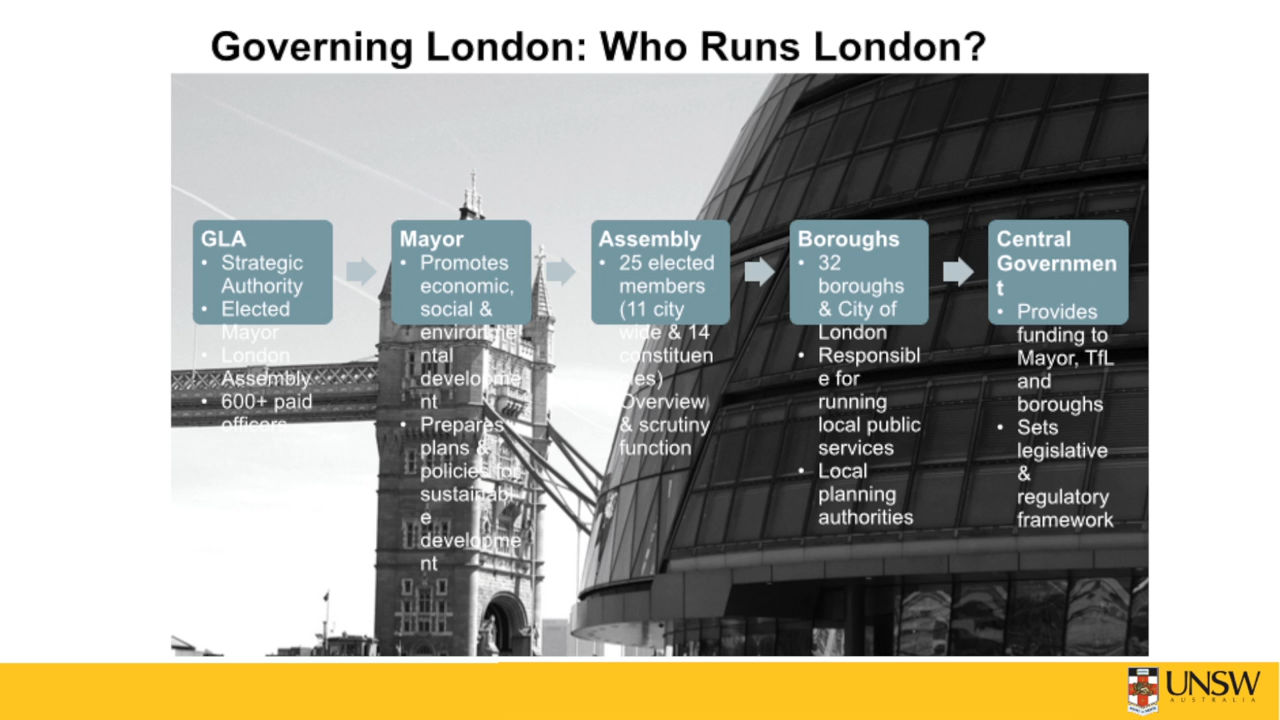 Governing London: Who Runs London?
GLA
• Strategic
Authority
• Elected
Mayor
• London
Assembly
• 600+ paid
officers
Mayor
• Promotes
economic,
social &
environme
ntal
developme
nt
• Prepares
plans &
policies for
sustainabl
e
developme
nt
Assembly
• 25 elected
members
(11 city
wide & 14
constituen
ies)
Overview
& scrutiny
function
Boroughs
• 32
boroughs
& City of
London
• Responsibl
e for
running
local public
services
• Local
planning
authorities
Central
Governmen
t
• Provides
funding to
Mayor, TfL
and
boroughs
• Sets
legislative
&
regulatory
framework
UNSW
AUSTRALIA